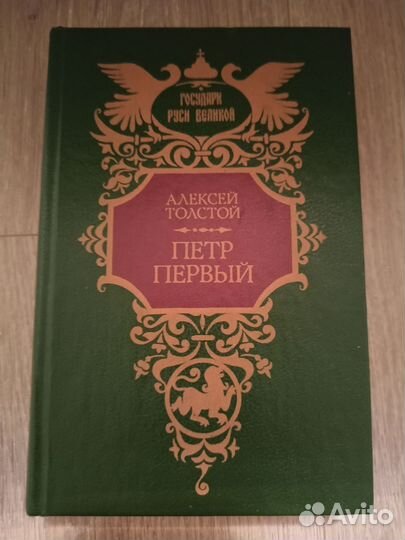 ГОСУДАРИ
РУСИ ВЕЛИКОЙ
АЛЕКСЕЙ
ТОЛСТОЙ
ПЕТР
ПЕРВЫЙ
Avito